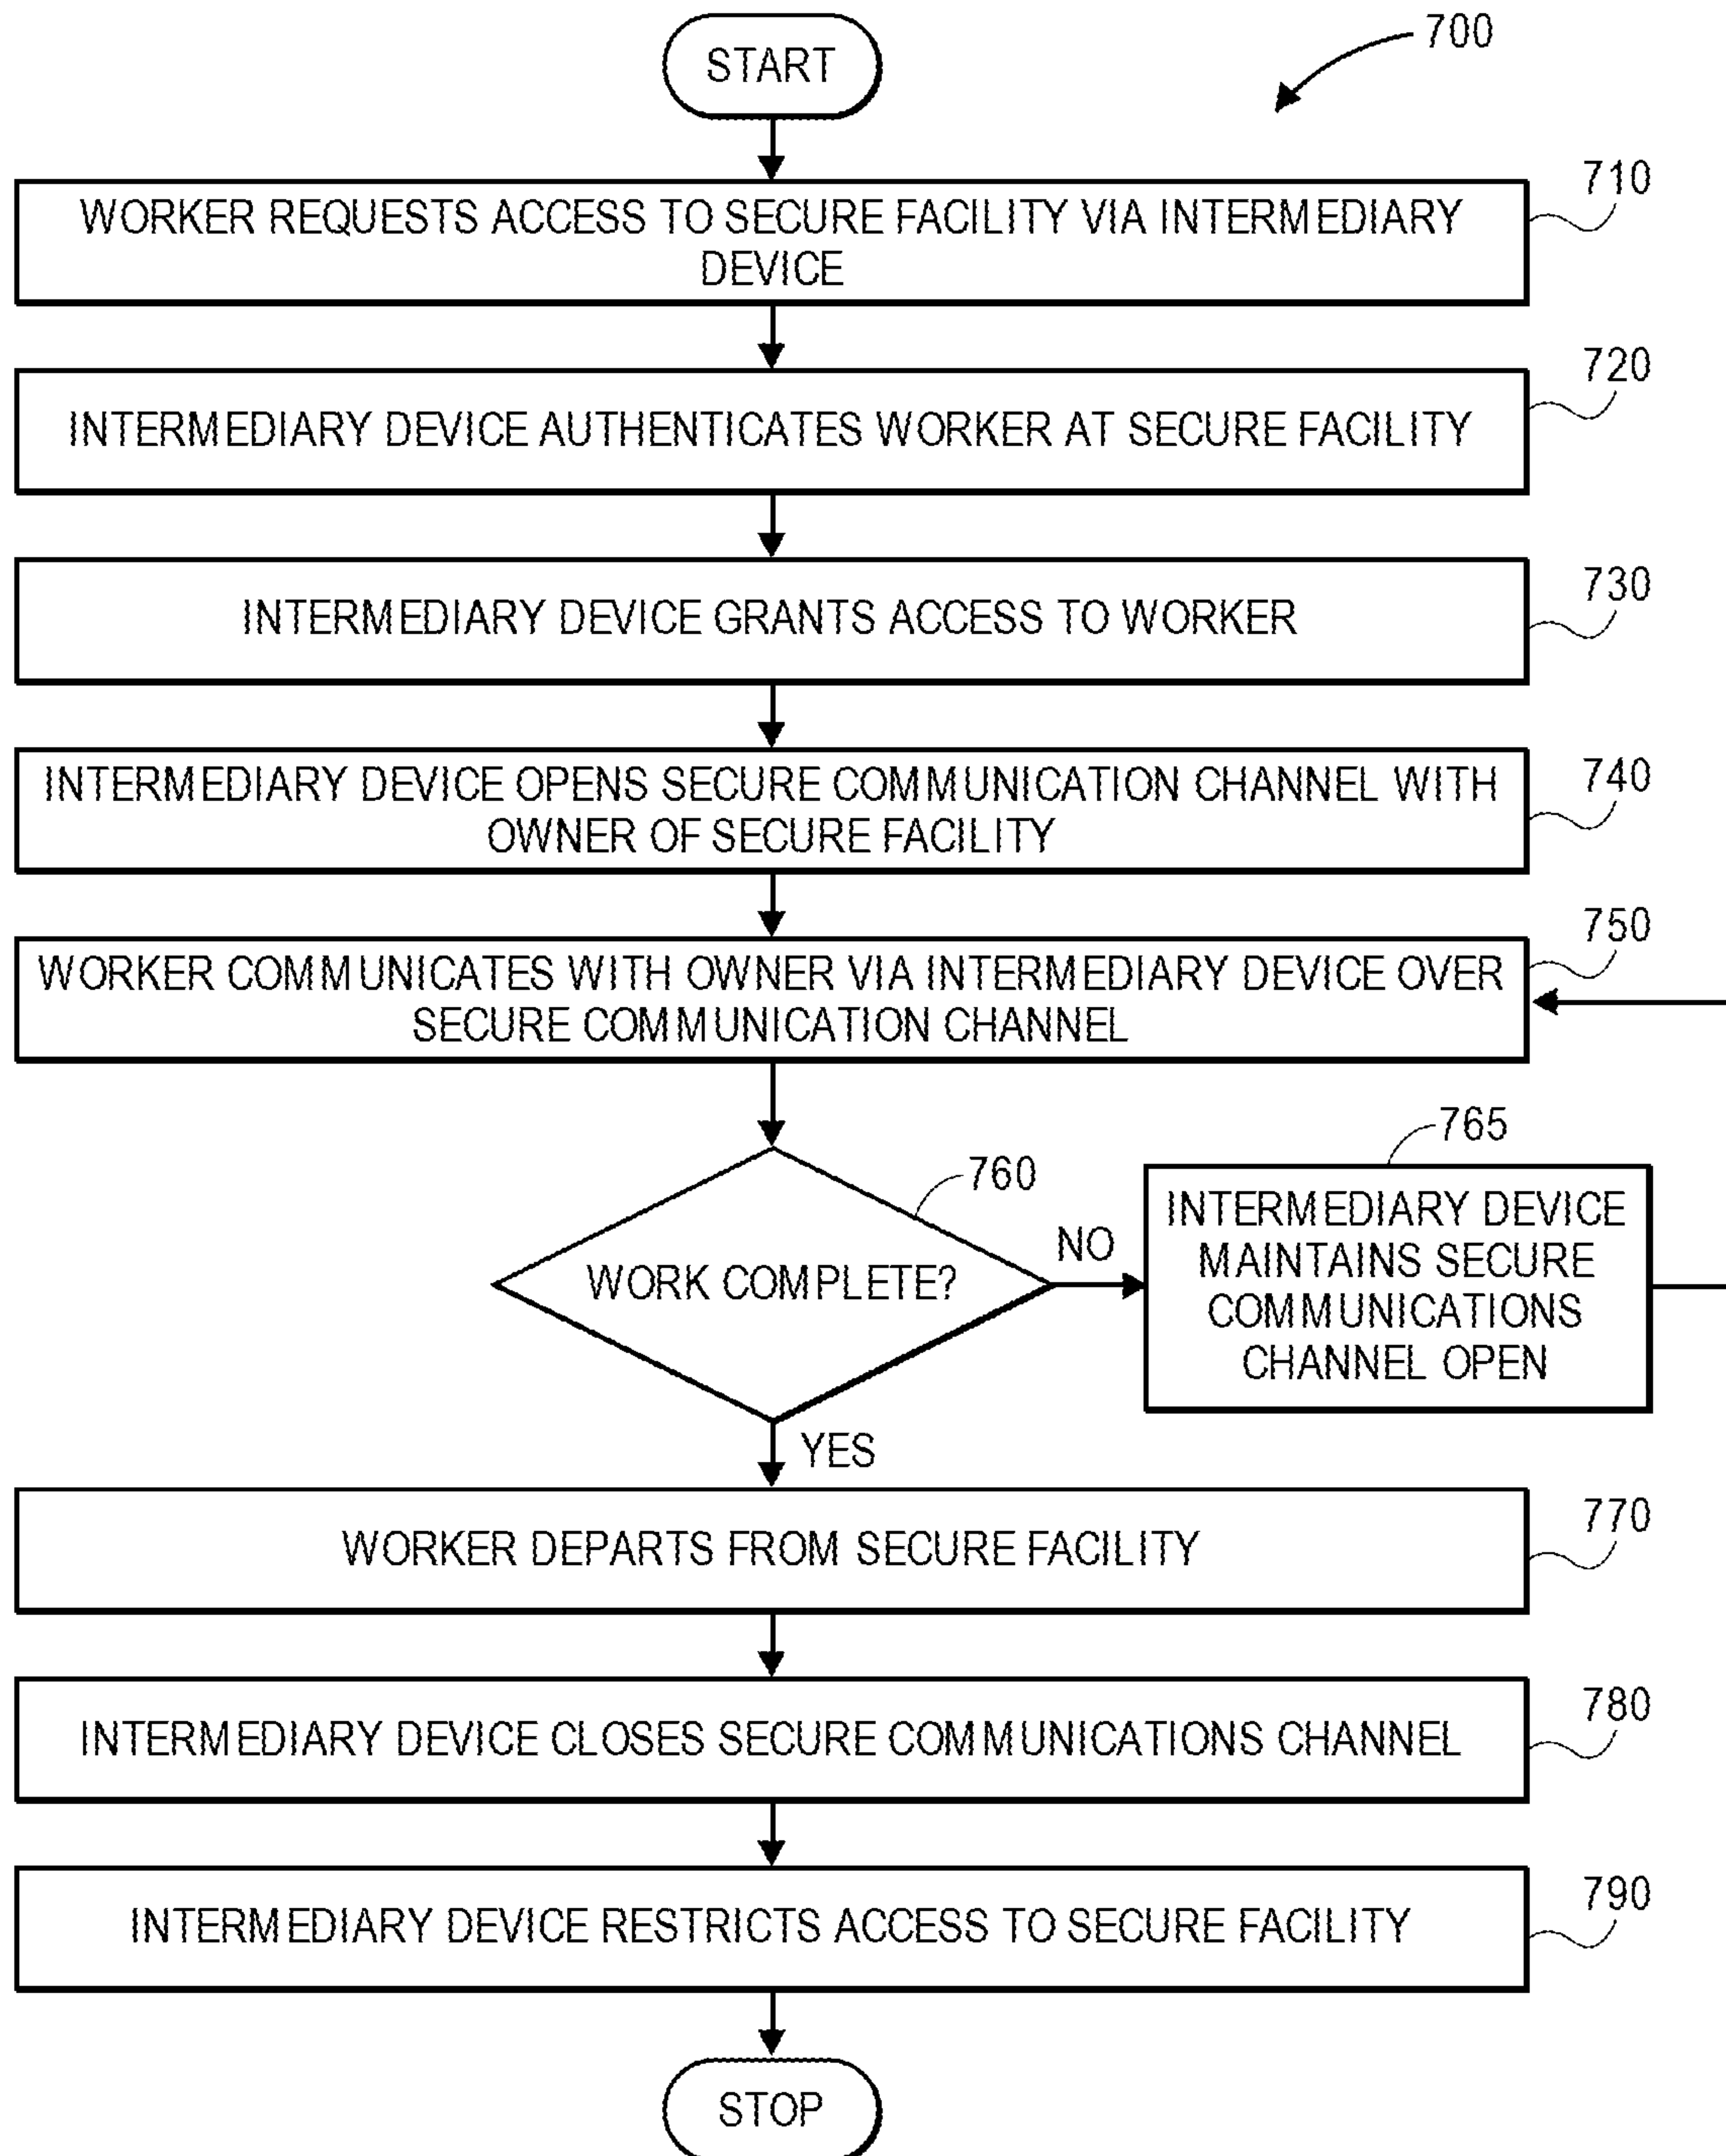 START
700
WORKER REQUESTS ACCESS TO SECURE FACILITY VIA INTERMEDIARY
DEVICE
710
INTERMEDIARY DEVICE AUTHENTICATES WORKER AT SECURE FACILITY
720
INTERMEDIARY DEVICE GRANTS ACCESS TO WORKER
730
INTERMEDIARY DEVICE OPENS SECURE COMMUNICATION CHANNEL WITH
OWNER OF SECURE FACILITY
740
WORKER COMMUNICATES WITH OWNER VIA INTERMEDIARY DEVICE OVER
SECURE COMMUNICATION CHANNEL
750
WORK COMPLETE?
760
NO
INTERMEDIARY DEVICE
MAINTAINS SECURE
COMMUNICATIONS
CHANNEL OPEN
765
YES
WORKER DEPARTS FROM SECURE FACILITY
770
INTERMEDIARY DEVICE CLOSES SECURE COMMUNICATIONS CHANNEL
780
INTERMEDIARY DEVICE RESTRICTS ACCESS TO SECURE FACILITY
790
STOP